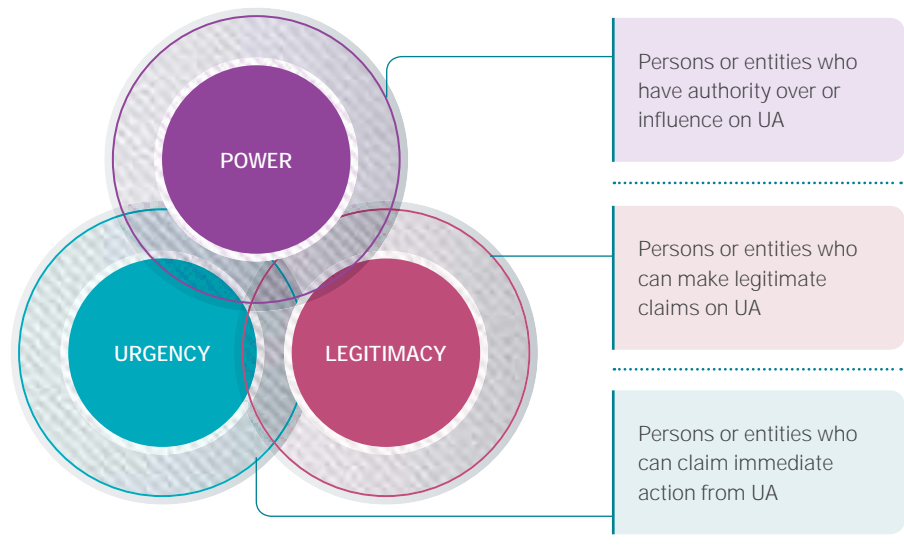 POWER
URGENCY
LEGITIMACY
Persons or entities who
have authority over or
influence on UA
Persons or entities who
can make legitimate
claims on UA
Persons or entities who
can claim immediate
action from UA